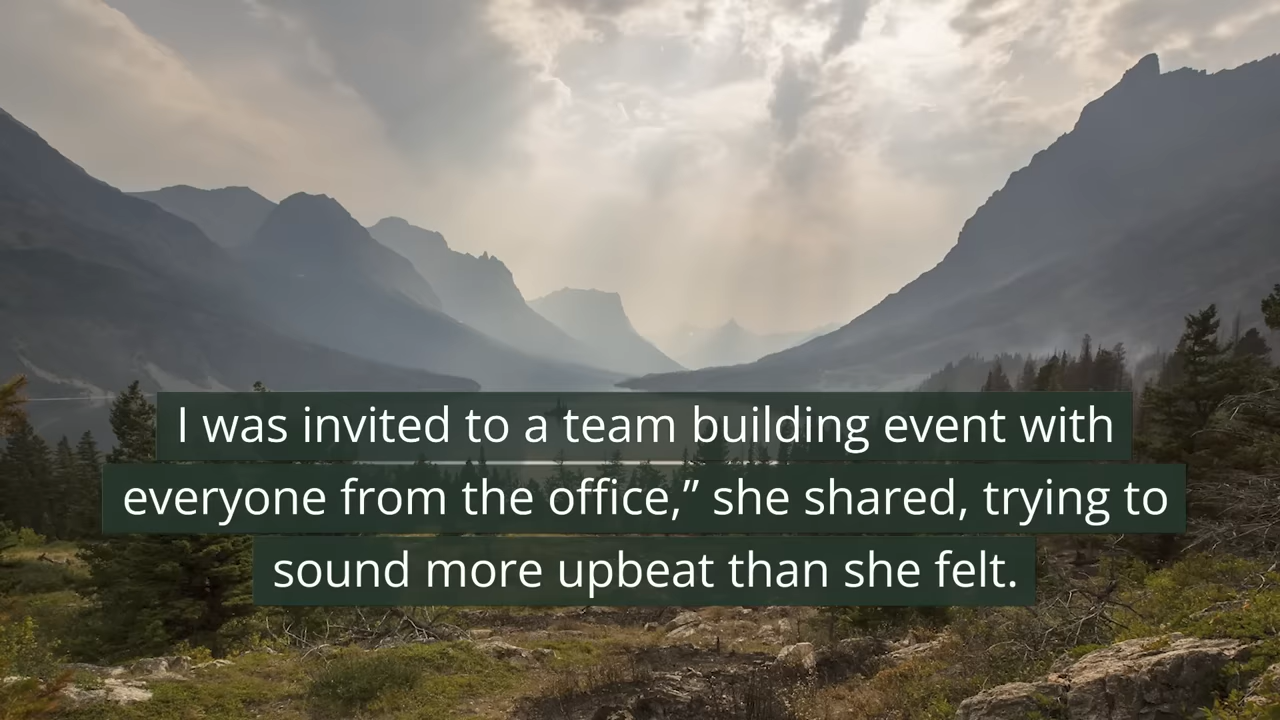 I was invited to a team building event with
everyone from the office,” she shared, trying to
sound more upbeat than she felt.